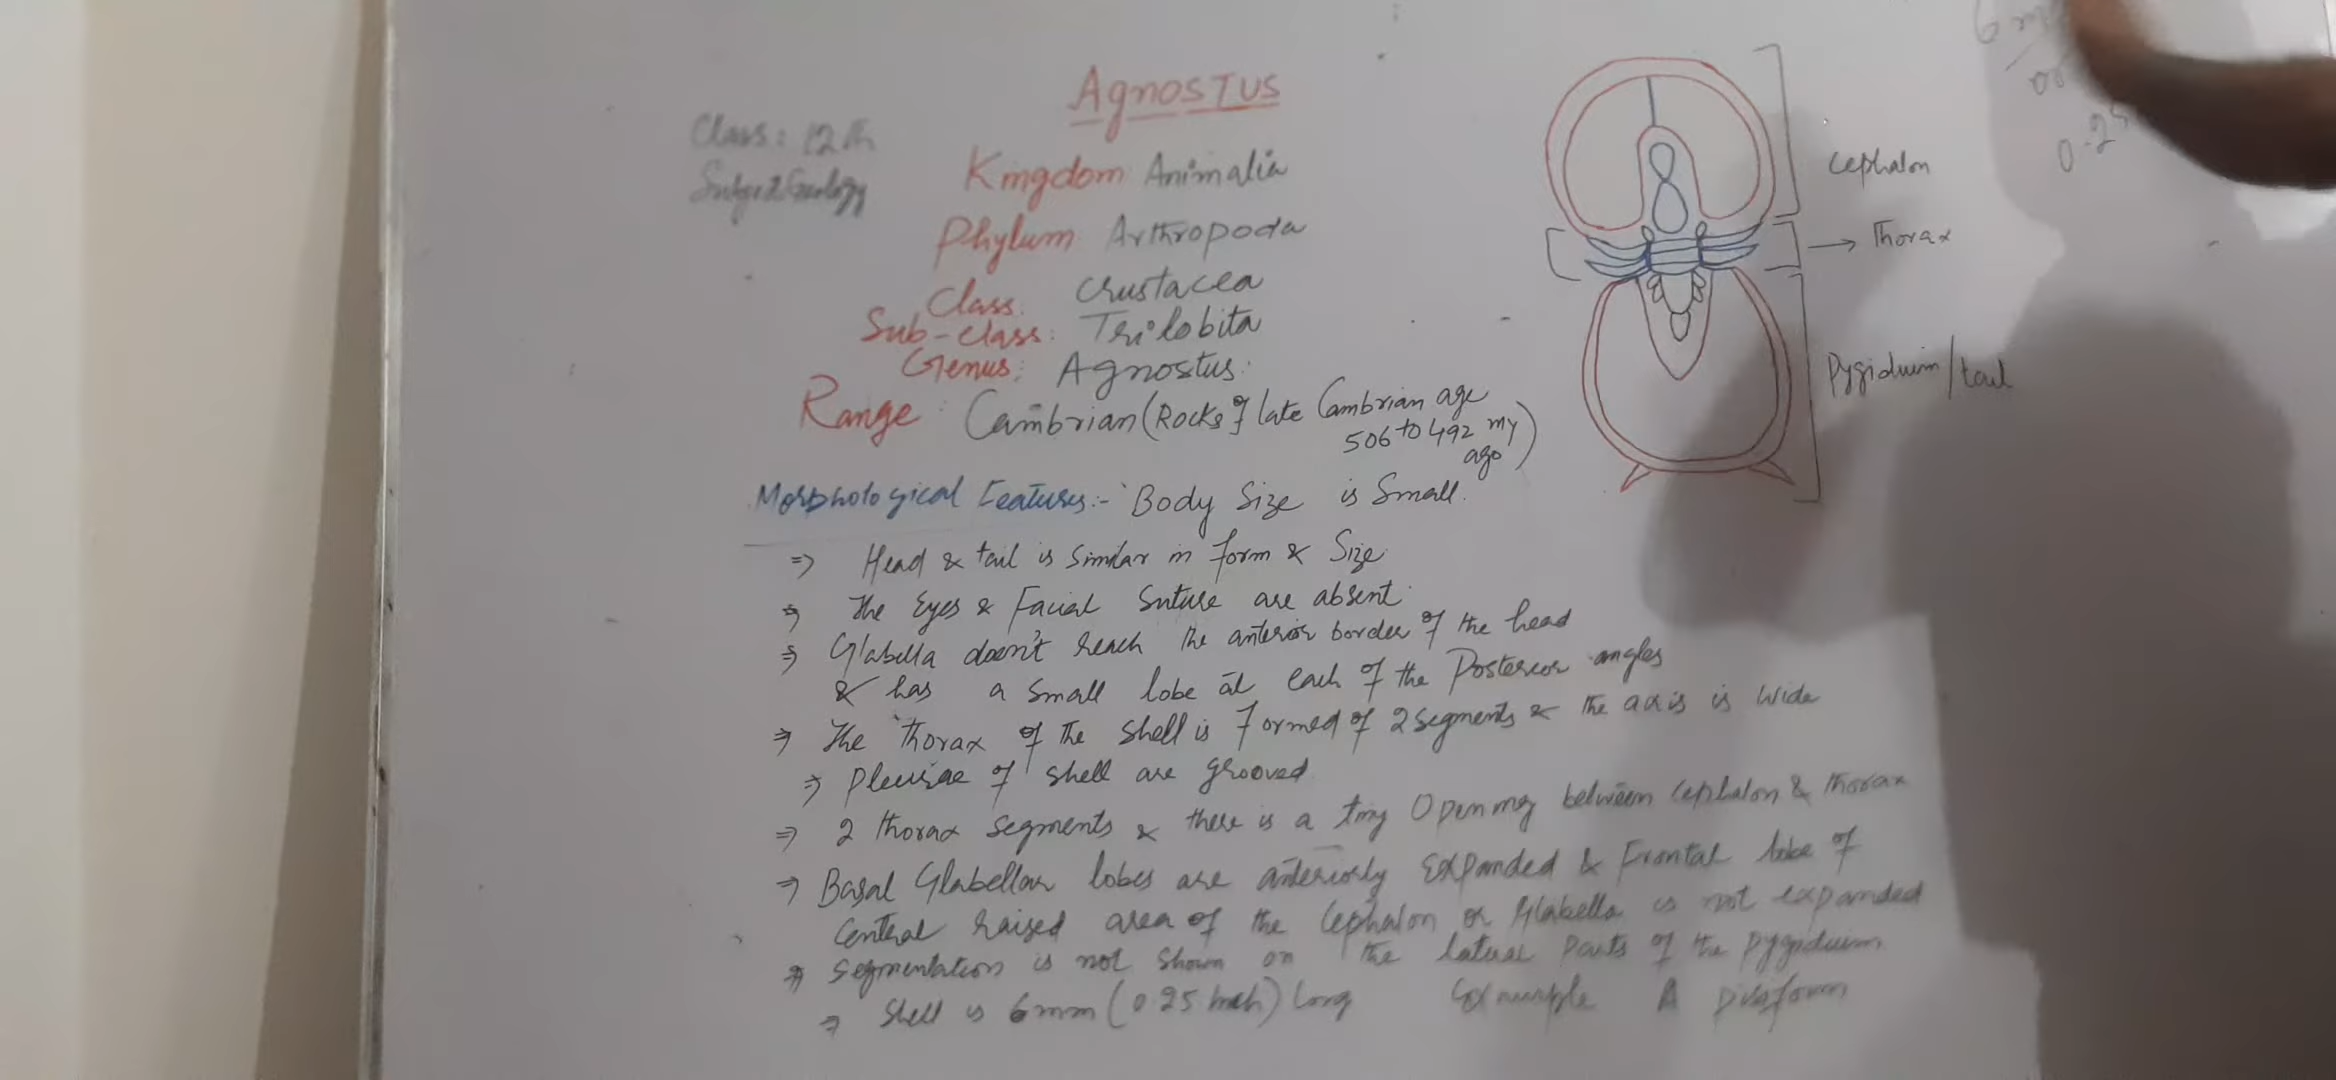 Agnostus
Class: 12th
Subject Geology
Kingdom Animalia
Phylum Arthropoda
Class: Crustacea
Sub-class: Trilobita
Genus: Agnostus.
Range: Cambrian (Rocks of late Cambrian age
506 to 492 my
ago)
Morphological Features:- Body Size is Small.
⇒ Head & tail is Similar in form & Size
⇒ The Eyes & Facial Suture are absent.
⇒ Glabella doesn't reach the anterior border of the head
& has a Small lobe at each of the Posterior angles
⇒ The Thorax of the Shell is Formed of 2 Segments & the axis is wide
⇒ Pleurae of shell are grooved
⇒ 2 thorax segments & there is a tiny Opening between Cephalon & thorax
⇒ Basal Glabellar lobes are anteriorly Expanded & Frontal lobe of
central raised area of the Cephalon or Glabella is not expanded
⇒ Segmentation is not Shown on the lateral Parts of the Pygidium
⇒ Shell is 6mm (0.25 Inch) long Example A Pisiform
Cephalon
→ Thorax
Pygidium/tail
6
0.25